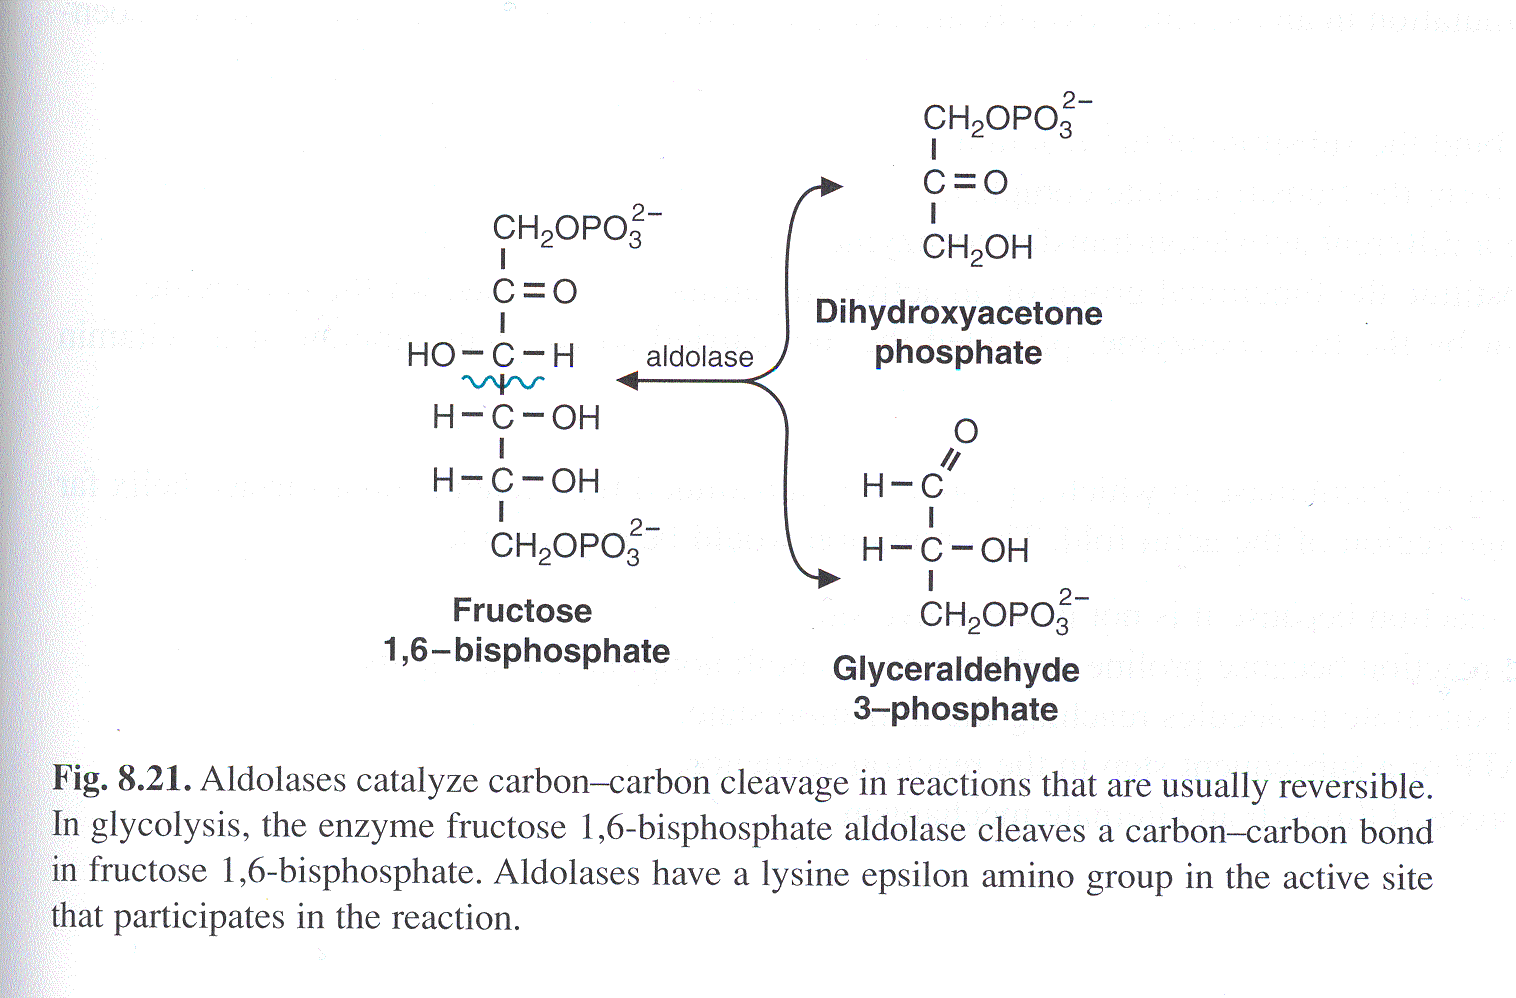 CH2OPO3 2–
C=O
HO–C–H
H–C–OH
H–C–OH
CH2OPO3 2–
Fructose
1,6–bisphosphate
aldolase
CH2OPO3 2–
C=O
CH2OH
Dihydroxyacetone
phosphate
O
H–C
H–C–OH
CH2OPO3 2–
Glyceraldehyde
3–phosphate
Fig. 8.21. Aldolases catalyze carbon–carbon cleavage in reactions that are usually reversible.
In glycolysis, the enzyme fructose 1,6-bisphosphate aldolase cleaves a carbon–carbon bond
in fructose 1,6-bisphosphate. Aldolases have a lysine epsilon amino group in the active site
that participates in the reaction.